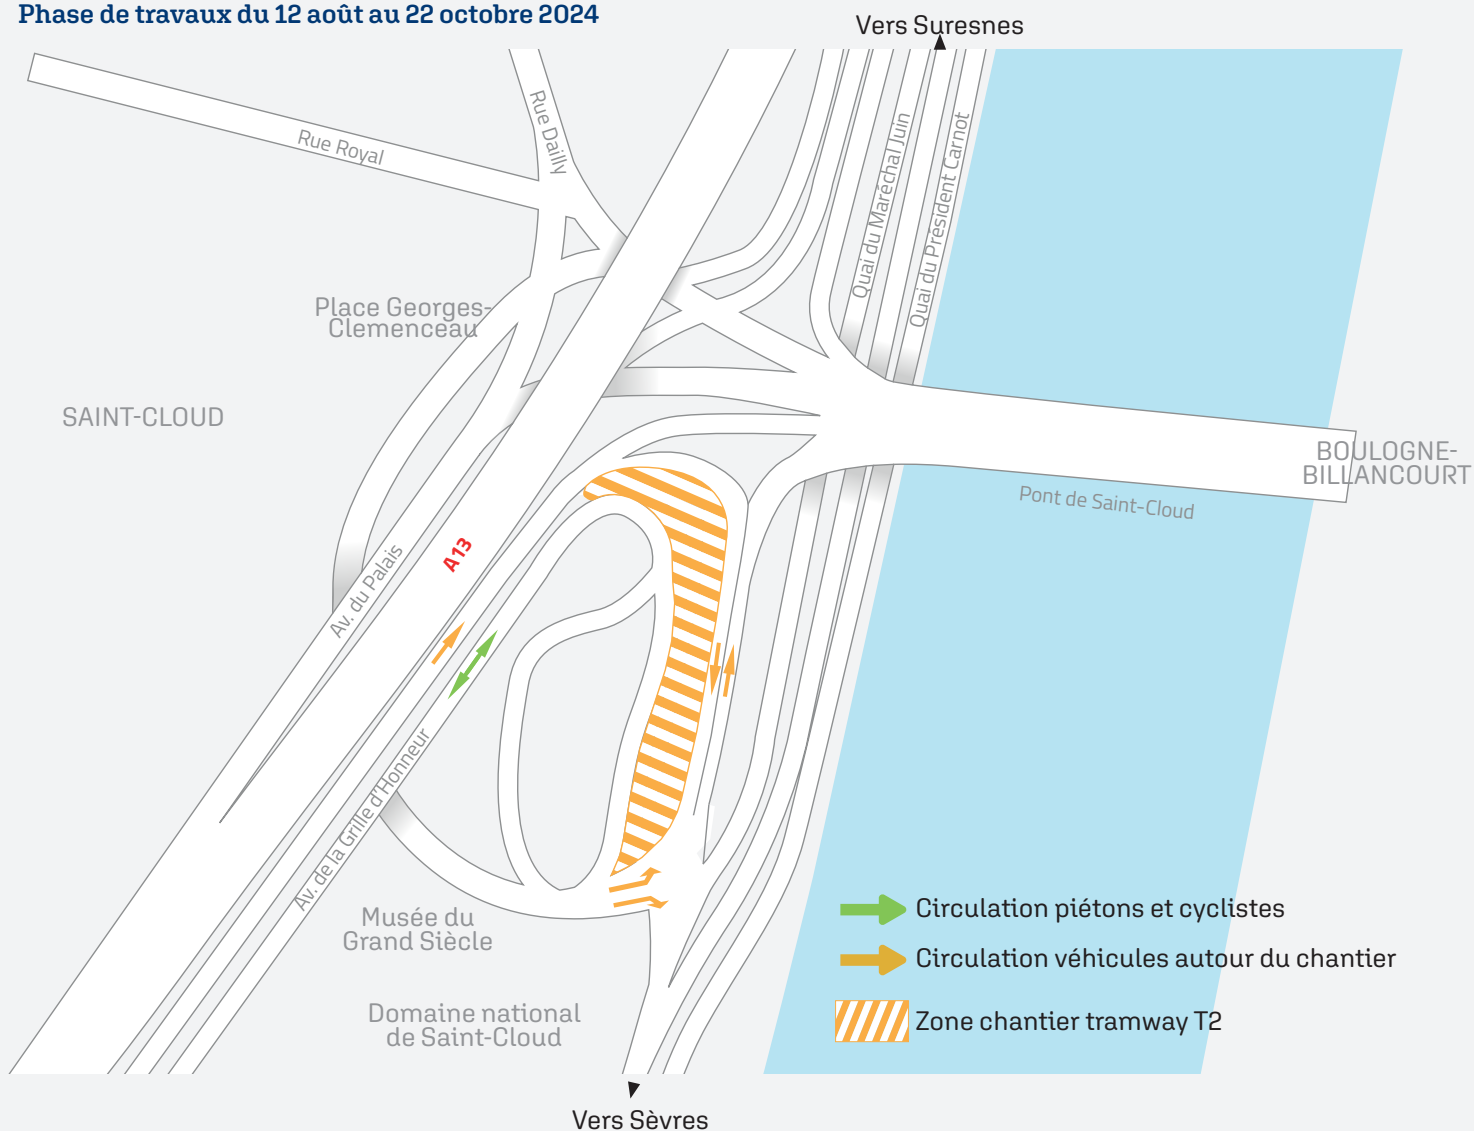 Phase de travaux du 12 août au 22 octobre 2024
Vers Suresnes
Rue Royal
Rue Dailly
Quai du Maréchal Juin
Quai du Président Carnot
Place Georges-
Clemenceau
SAINT-CLOUD
BOULOGNE-
BILLANCOURT
Pont de Saint-Cloud
A13
Av. du Palais
Av. de la Grille d'Honneur
Musée du
Grand Siècle
Domaine national
de Saint-Cloud
Circulation piétons et cyclistes
Circulation véhicules autour du chantier
Zone chantier tramway T2
Vers Sèvres